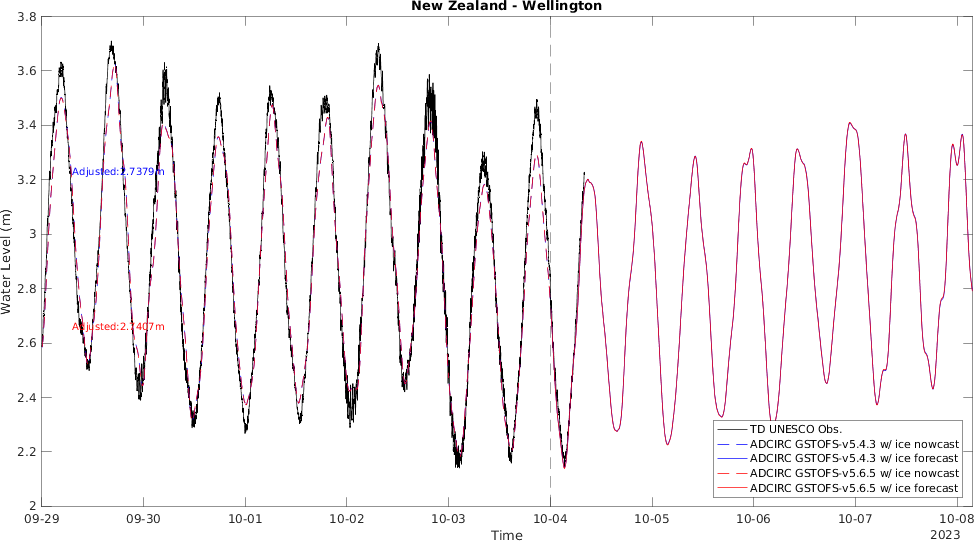 New Zealand - Wellington
3.8
3.6
3.4
3.2
3
2.8
2.6
2.4
2.2
2
Water Level (m)
Adjusted:2.7379m
Adjusted:2.7407m
TD UNESCO Obs.
ADCIRC GSTOFS-v5.4.3 w/ ice nowcast
ADCIRC GSTOFS-v5.4.3 w/ ice forecast
ADCIRC GSTOFS-v5.6.5 w/ ice nowcast
ADCIRC GSTOFS-v5.6.5 w/ ice forecast
09-29 09-30 10-01 10-02 10-03 10-04 10-05 10-06 10-07 10-08
2023
Time